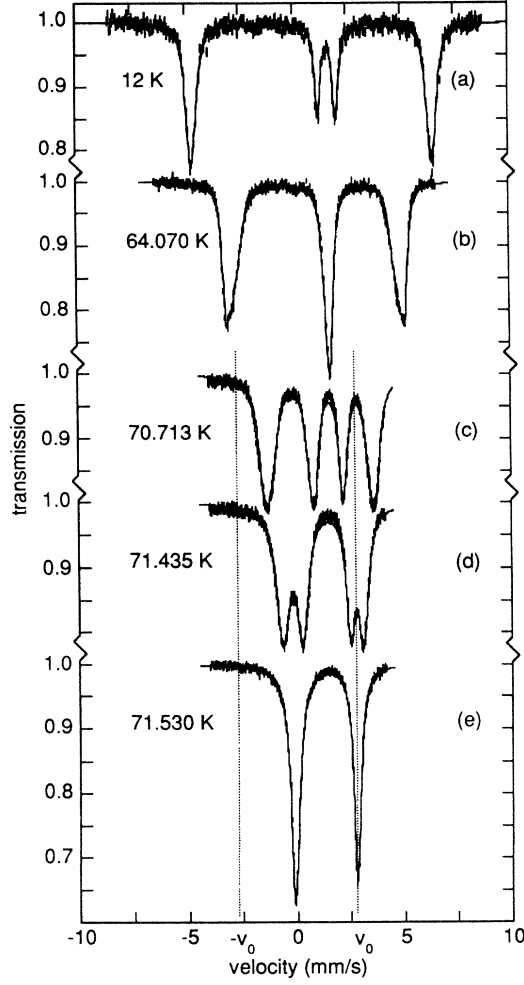 1.0
0.9
12 K
(a)
0.8
1.0
64.070 K
(b)
0.9
0.8
1.0
0.9
70.713 K
(c)
1.0
0.9
71.435 K
(d)
1.0
0.9
71.530 K
(e)
0.8
0.7
transmission
-10 -5 -v₀ 0 v₀ 5 10
velocity (mm/s)